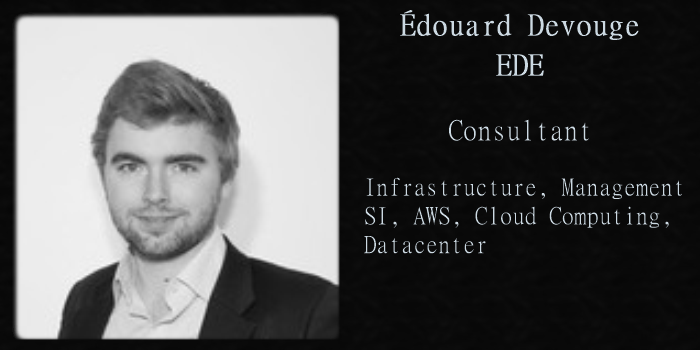 Édouard Devouge
EDE
Consultant
Infrastructure, Management
SI, AWS, Cloud Computing,
Datacenter